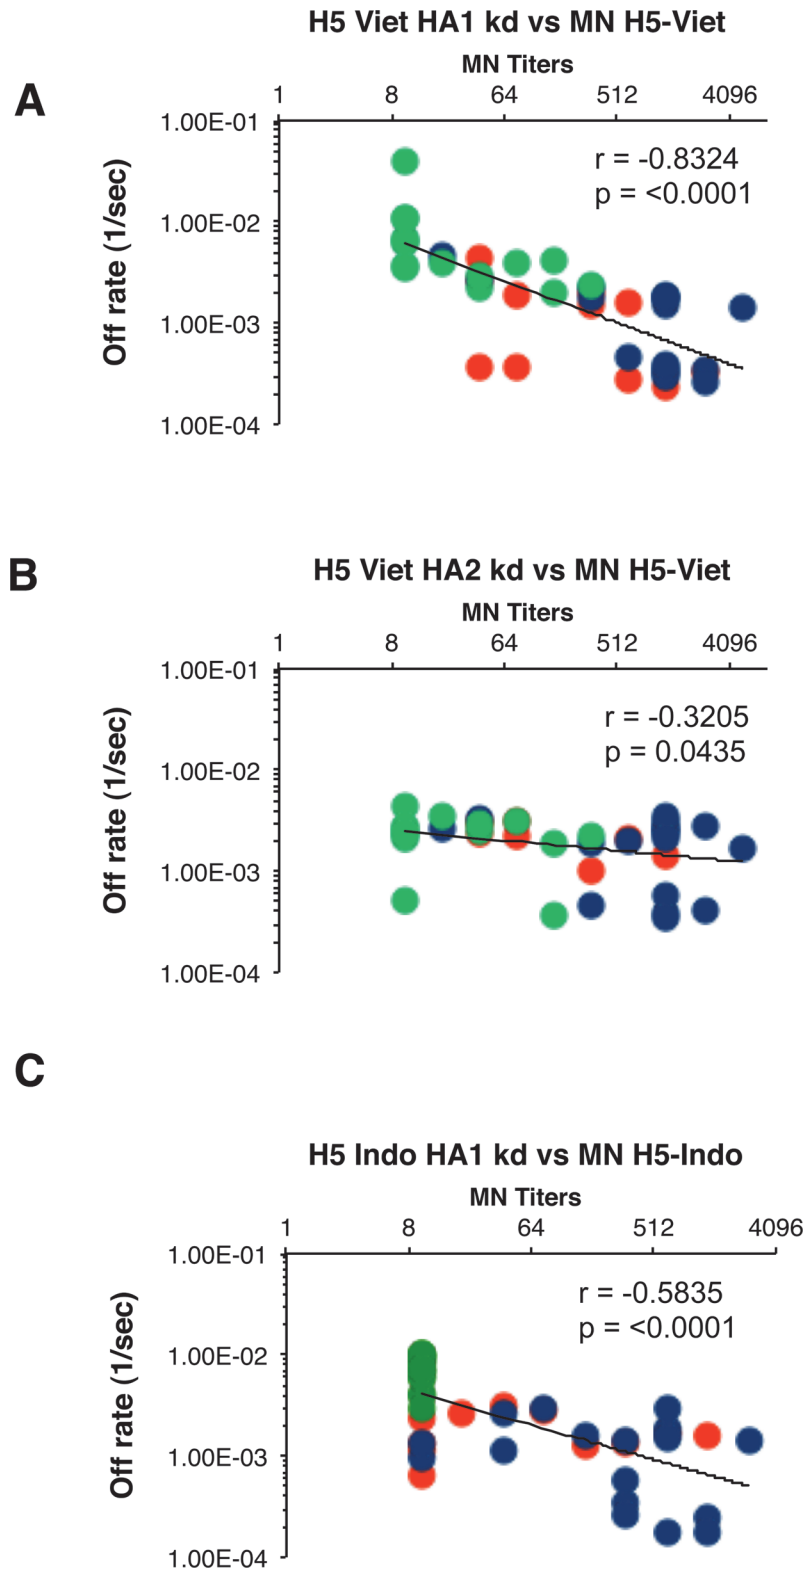 H5 Viet HA1 kd vs MN H5-Viet
A
MN Titers
1 8 64 512 4096
1.00E-01
1.00E-02
1.00E-03
1.00E-04
Off rate (1/sec)
r = -0.8324
p = <0.0001
B
H5 Viet HA2 kd vs MN H5-Viet
MN Titers
1 8 64 512 4096
1.00E-01
1.00E-02
1.00E-03
1.00E-04
Off rate (1/sec)
r = -0.3205
p = 0.0435
C
H5 Indo HA1 kd vs MN H5-Indo
MN Titers
1 8 64 512 4096
1.00E-01
1.00E-02
1.00E-03
1.00E-04
Off rate (1/sec)
r = -0.5835
p = <0.0001